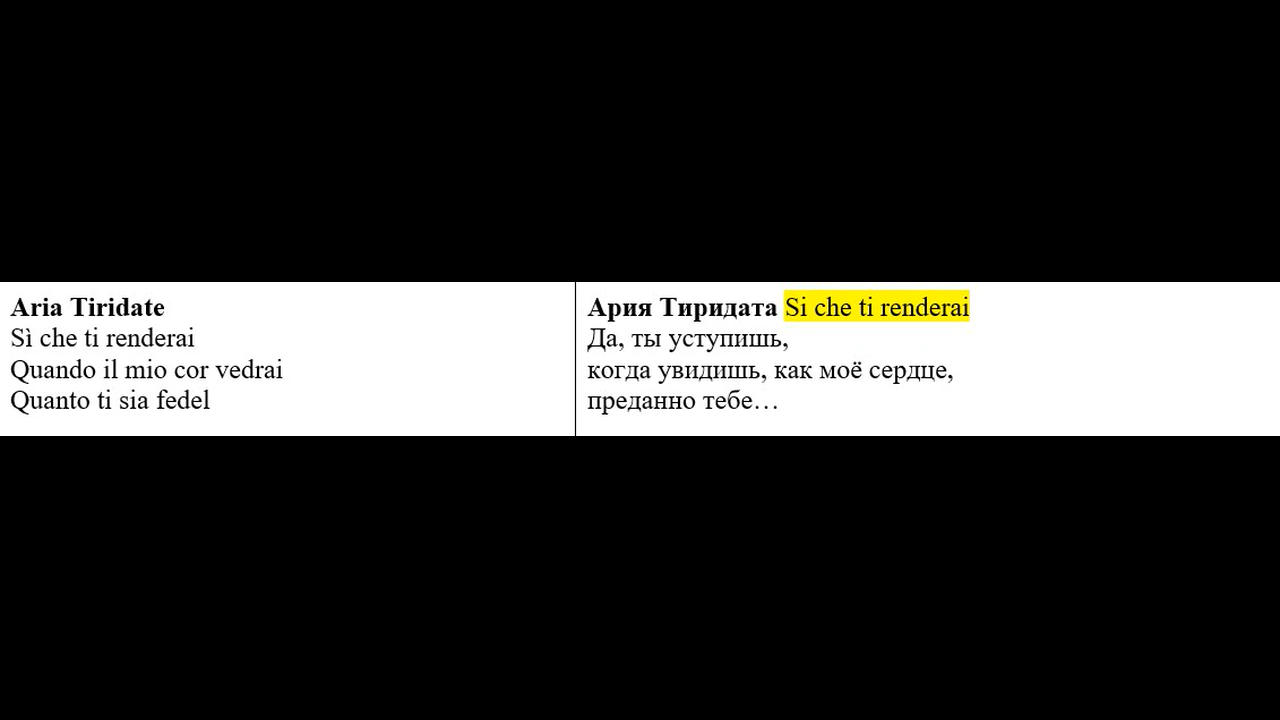 Aria Tiridate
Sì che ti renderai
Quando il mio cor vedrai
Quanto ti sia fedel
Ария Тиридата Si che ti renderai
Да, ты уступишь,
когда увидишь, как моё сердце,
преданно тебе…